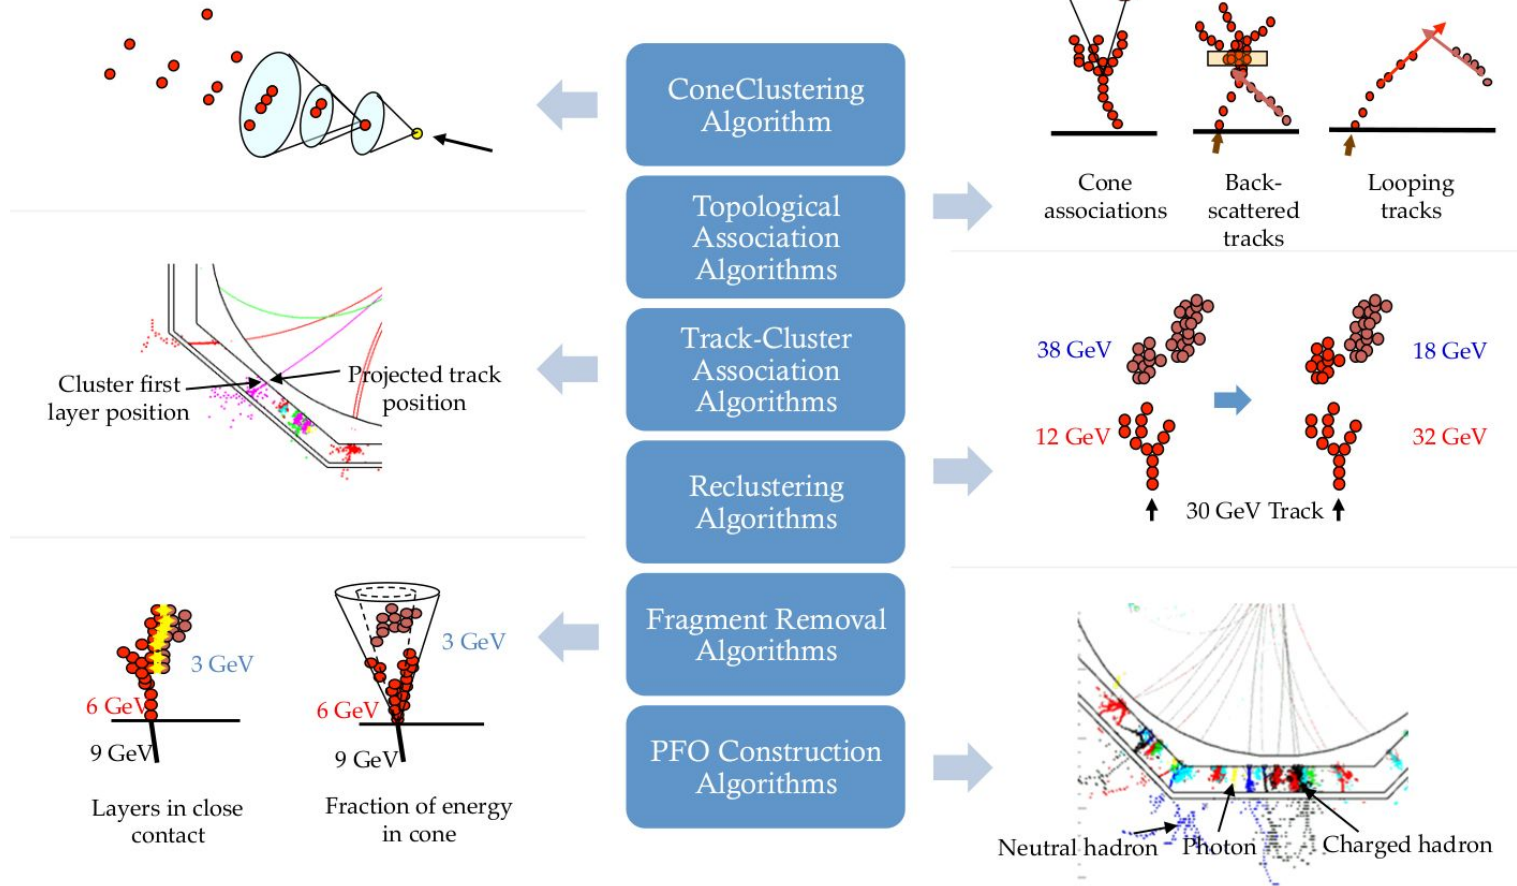 ConeClustering
Algorithm
Topological
Association
Algorithms
Track-Cluster
Association
Algorithms
Reclustering
Algorithms
Fragment Removal
Algorithms
PFO Construction
Algorithms
Cone
associations
Back-
scattered
tracks
Looping
tracks
Cluster first
layer position
Projected track
position
38 GeV
18 GeV
12 GeV
32 GeV
30 GeV Track
3 GeV
6 GeV
9 GeV
Layers in close
contact
3 GeV
6 GeV
9 GeV
Fraction of energy
in cone
Neutral hadron
Photon
Charged hadron